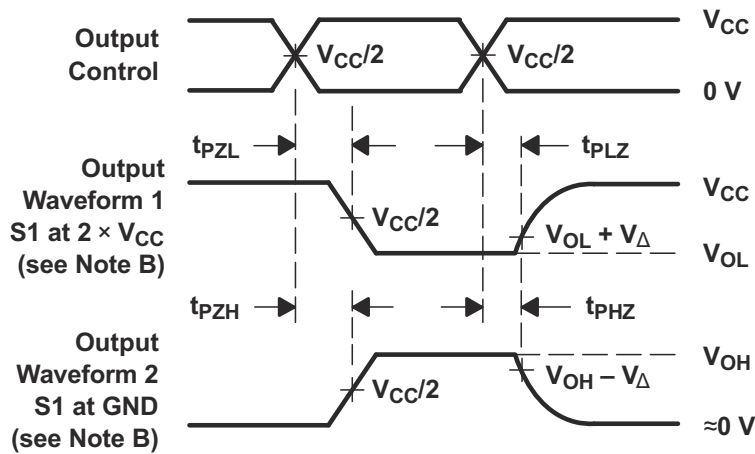 Output
Control
V_CC/2
V_CC/2
V_CC
0 V
t_PZL
t_PLZ
Output
Waveform 1
S1 at 2 × V_CC
(see Note B)
V_CC/2
V_OL + V_Δ
V_CC
V_OL
t_PZH
t_PHZ
Output
Waveform 2
S1 at GND
(see Note B)
V_CC/2
V_OH – V_Δ
V_OH
≈0 V